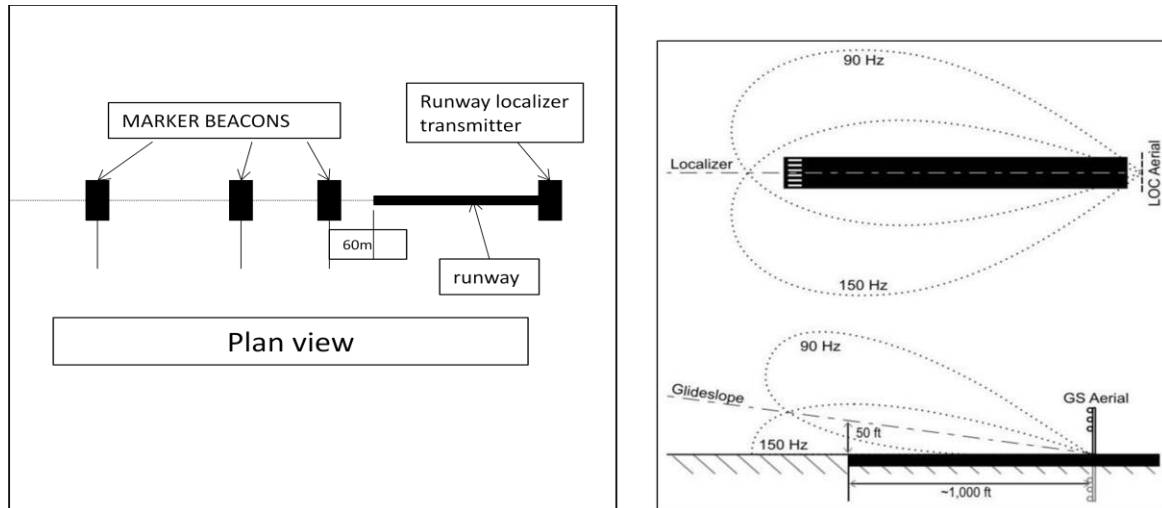 MARKER BEACONS
Runway localizer
transmitter
60m
runway
Plan view
90 Hz
Localizer
LOC Aerial
150 Hz
90 Hz
Glideslope
GS Aerial
50 ft
150 Hz
~1,000 ft